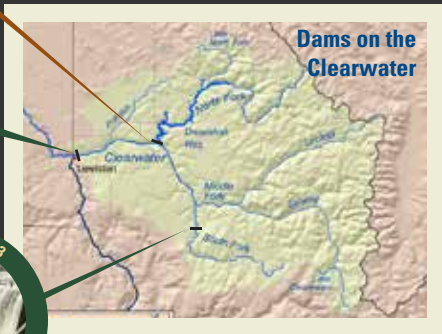 Dams on the
Clearwater
North Fork
Dworshak
Res.
Clearwater
Lewiston
Lochsa
Middle
Fork
Selway
South Fork